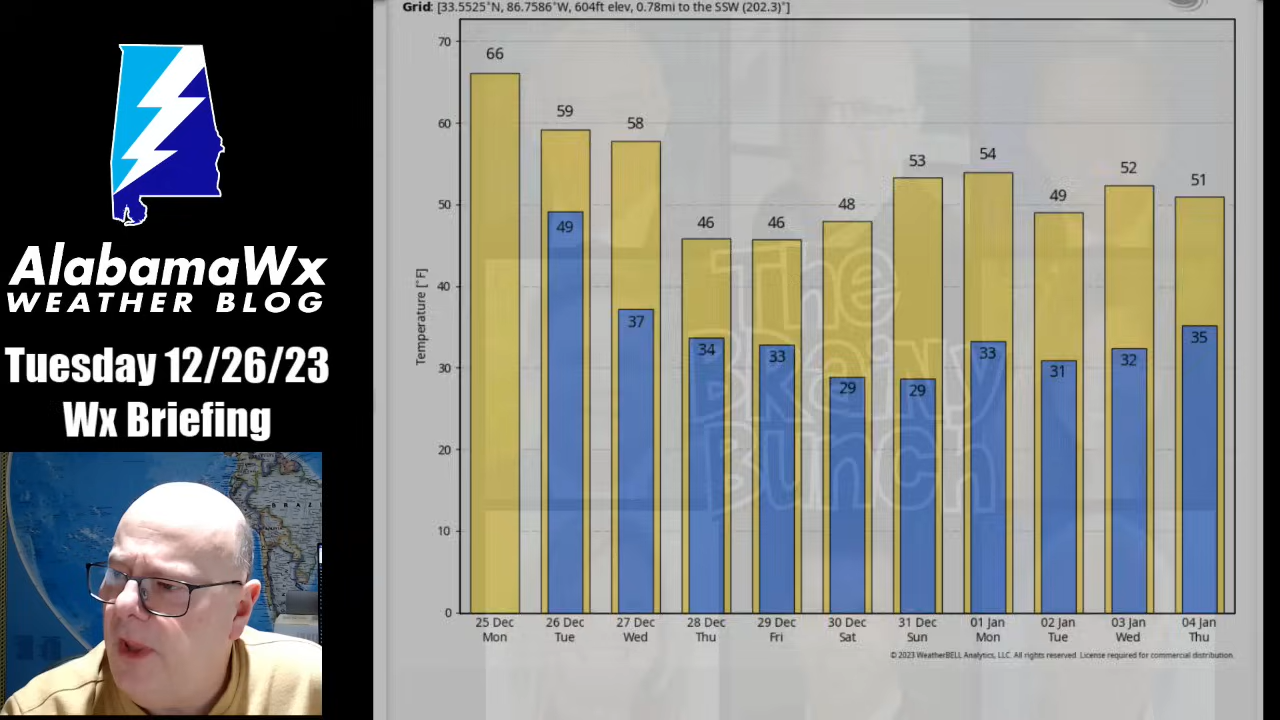 AlabamaWx
WEATHER BLOG
Tuesday 12/26/23
Wx Briefing
BRAZI
Grid: [33.5525°N, 86.7586°W, 604ft elev, 0.78mi to the SSW (202.3)°]
Temperature [°F]
70
60
50
40
30
20
10
0
66
59
58
46
46
48
53
54
49
52
51
49
37
34
33
29
29
33
31
32
35
The
BRaiNy
BuNch
25 Dec 26 Dec 27 Dec 28 Dec 29 Dec 30 Dec 31 Dec 01 Jan 02 Jan 03 Jan 04 Jan
Mon Tue Wed Thu Fri Sat Sun Mon Tue Wed Thu
© 2023 WeatherBELL Analytics, LLC. All rights reserved. License required for commercial distribution.